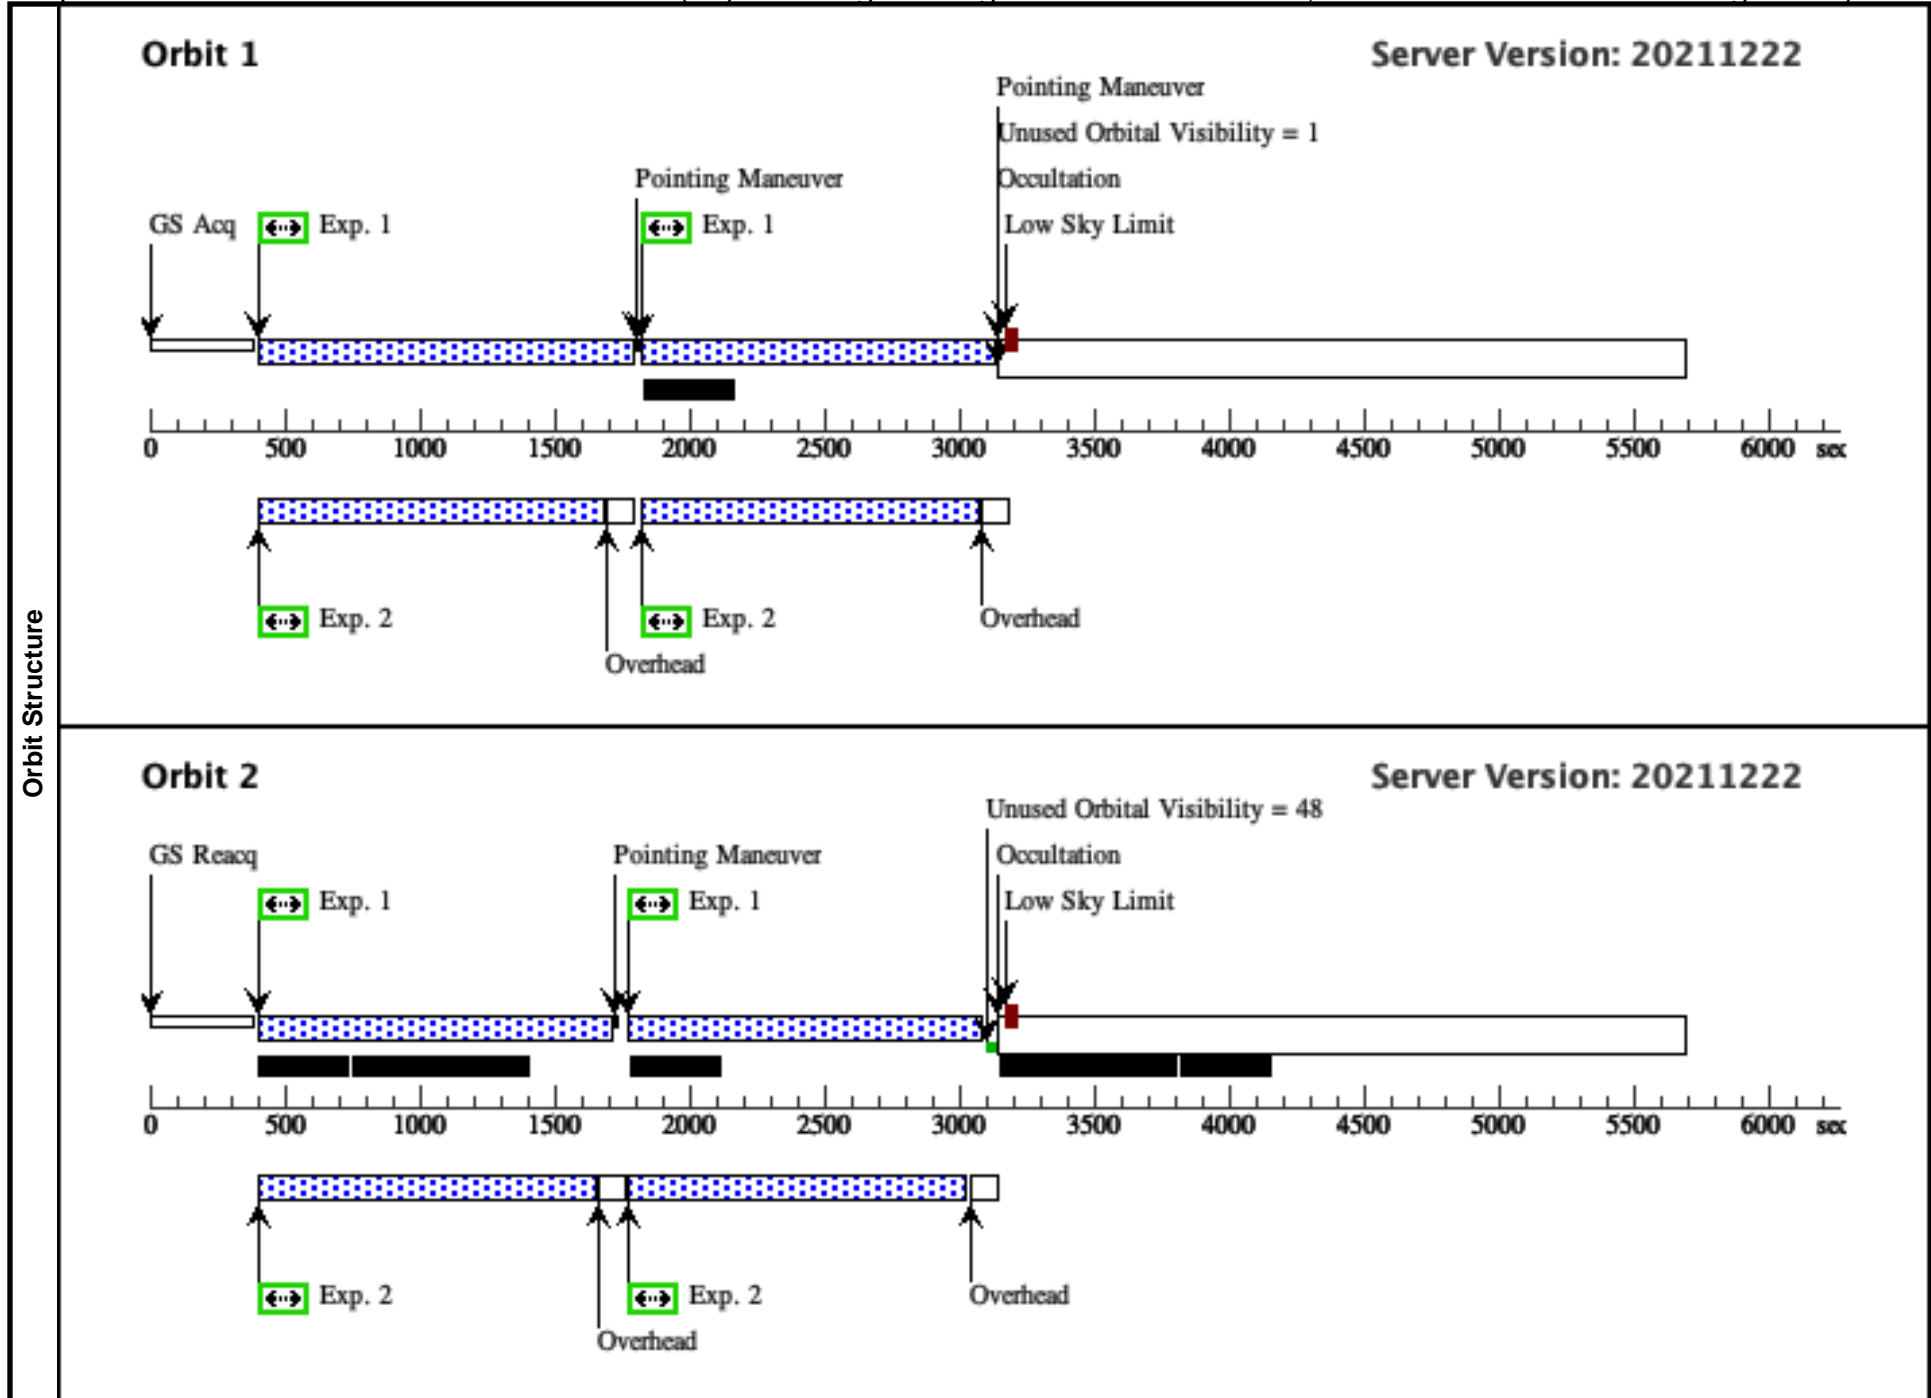 Orbit Structure
Orbit 1
Server Version: 20211222
Pointing Maneuver
Unused Orbital Visibility = 1
Pointing Maneuver
Occultation
GS Acq
Exp. 1
Exp. 1
Low Sky Limit
0 500 1000 1500 2000 2500 3000 3500 4000 4500 5000 5500 6000 sec
Exp. 2
Exp. 2
Overhead
Overhead
Orbit 2
Server Version: 20211222
Unused Orbital Visibility = 48
GS Reacq
Pointing Maneuver
Occultation
Exp. 1
Exp. 1
Low Sky Limit
0 500 1000 1500 2000 2500 3000 3500 4000 4500 5000 5500 6000 sec
Exp. 2
Exp. 2
Overhead
Overhead